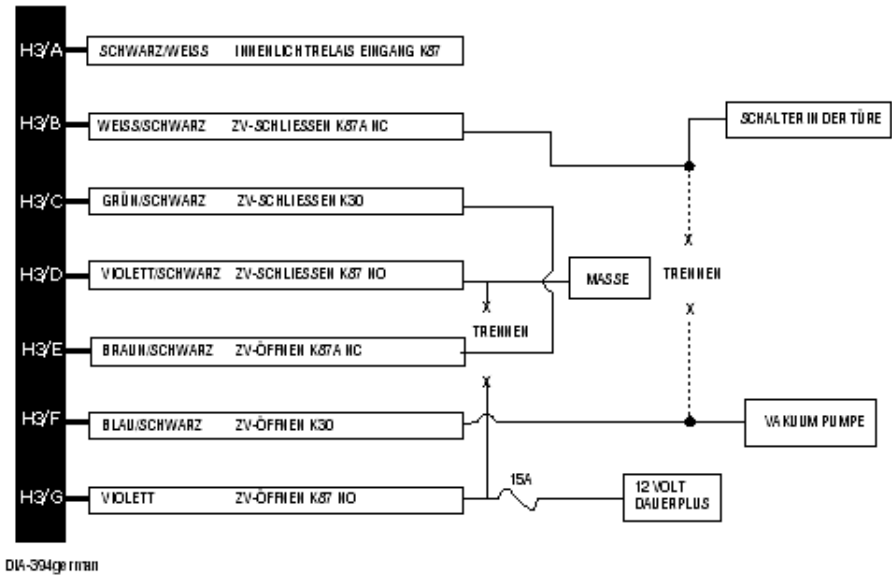 H3/A SCHWARZ/WEISS INNENLICHTRELAIS EINGANG K87
H3/B WEISS/SCHWARZ ZV-SCHLIESSEN K87A NC
SCHALTER IN DER TÜRE
H3/C GRÜN/SCHWARZ ZV-SCHLIESSEN K30
H3/D VIOLETT/SCHWARZ ZV-SCHLIESSEN K87 NO
MASSE
X
TRENNEN
X
X
TRENNEN
H3/E BRAUN/SCHWARZ ZV-ÖFFNEN K87A NC
X
H3/F BLAU/SCHWARZ ZV-ÖFFNEN K30
VAKUUM PUMPE
H3/G VIOLETT ZV-ÖFFNEN K87 NO
15A
12 VOLT
DAUERPLUS
DIA-394german